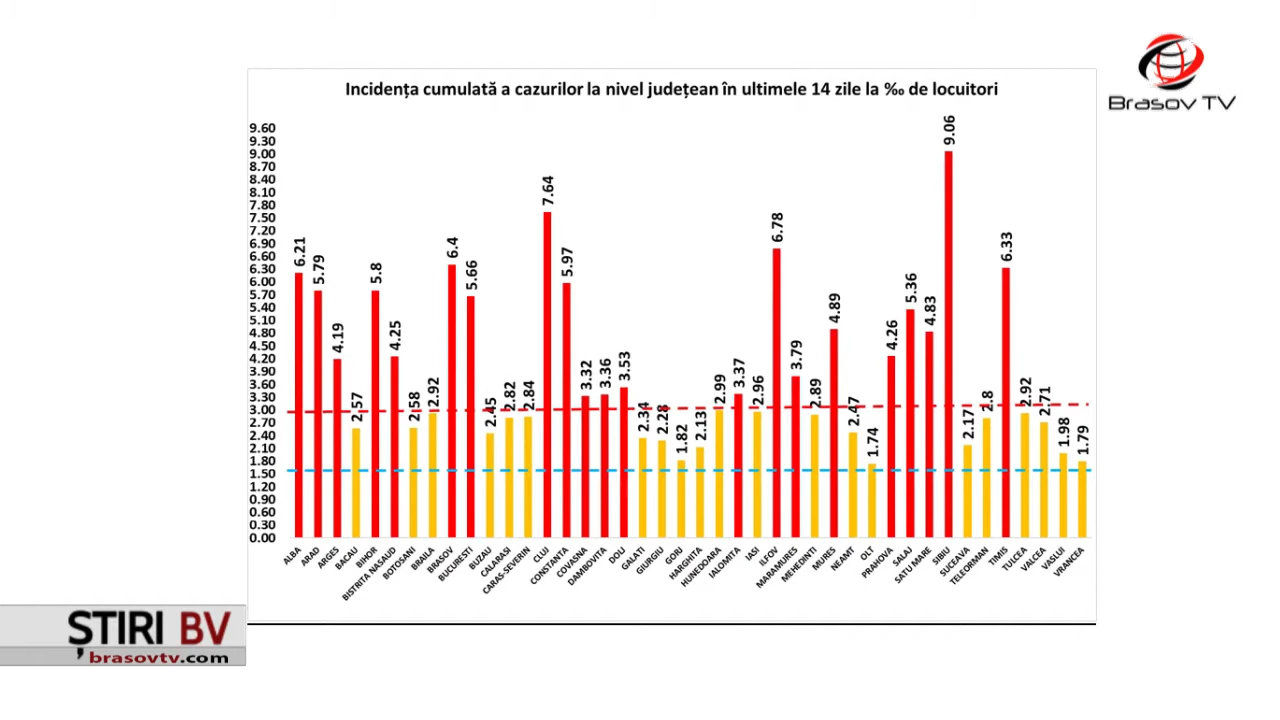 Brasov TV
Incidența cumulată a cazurilor la nivel județean în ultimele 14 zile la ‰ de locuitori
9.60
9.30
9.00
8.70
8.40
8.10
7.80
7.50
7.20
6.90
6.60
6.30
6.00
5.70
5.40
5.10
4.80
4.50
4.20
3.90
3.60
3.30
3.00
2.70
2.40
2.10
1.80
1.50
1.20
0.90
0.60
0.30
0.00
6.21
5.79
4.19
2.57
5.8
4.25
2.58
2.92
6.4
5.66
2.45
2.82
2.84
7.64
5.97
3.32
3.36
3.53
2.34
2.28
1.82
2.13
2.99
3.37
2.96
6.78
3.79
2.89
4.89
2.47
1.74
4.26
5.36
4.83
9.06
2.17
2.8
6.33
2.92
2.71
1.98
1.79
ALBA
ARAD
ARGES
BACAU
BIHOR
BISTRITA NASAUD
BOTOSANI
BRAILA
BRASOV
BUCURESTI
BUZAU
CALARASI
CARAS-SEVERIN
CLUJ
CONSTANTA
COVASNA
DAMBOVITA
DOLJ
GALATI
GIURGIU
GORJ
HARGHITA
HUNEDOARA
IALOMITA
IASI
ILFOV
MARAMURES
MEHEDINTI
MURES
NEAMT
OLT
PRAHOVA
SALAJ
SATU MARE
SIBIU
SUCEAVA
TELEORMAN
TIMIS
TULCEA
VALCEA
VASLUI
VRANCEA
ȘTIRI BV
brasovtv.com